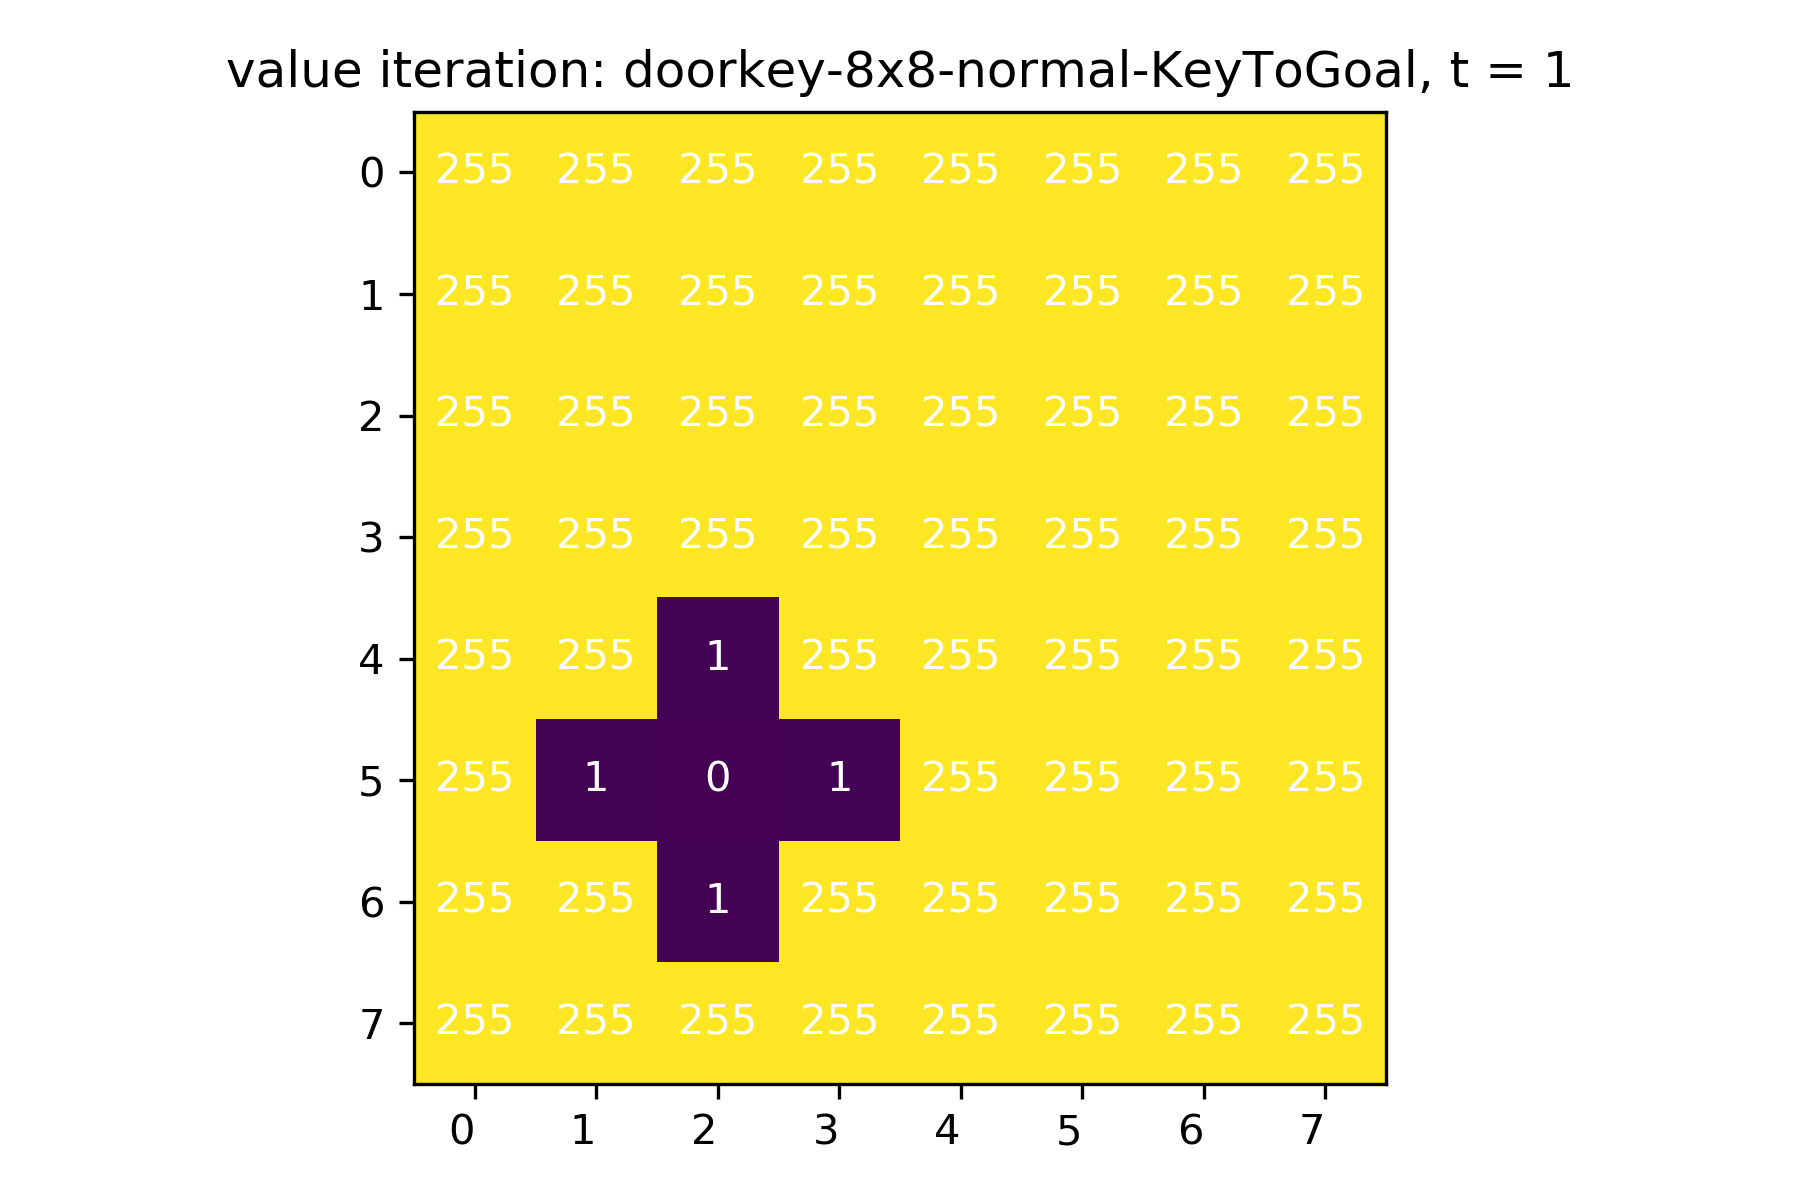 value iteration: doorkey-8x8-normal-KeyToGoal, t = 1
0 255 255 255 255 255 255 255 255
1 255 255 255 255 255 255 255 255
2 255 255 255 255 255 255 255 255
3 255 255 255 255 255 255 255 255
4 255 255 1 255 255 255 255 255
5 255 1 0 1 255 255 255 255
6 255 255 1 255 255 255 255 255
7 255 255 255 255 255 255 255 255
0 1 2 3 4 5 6 7